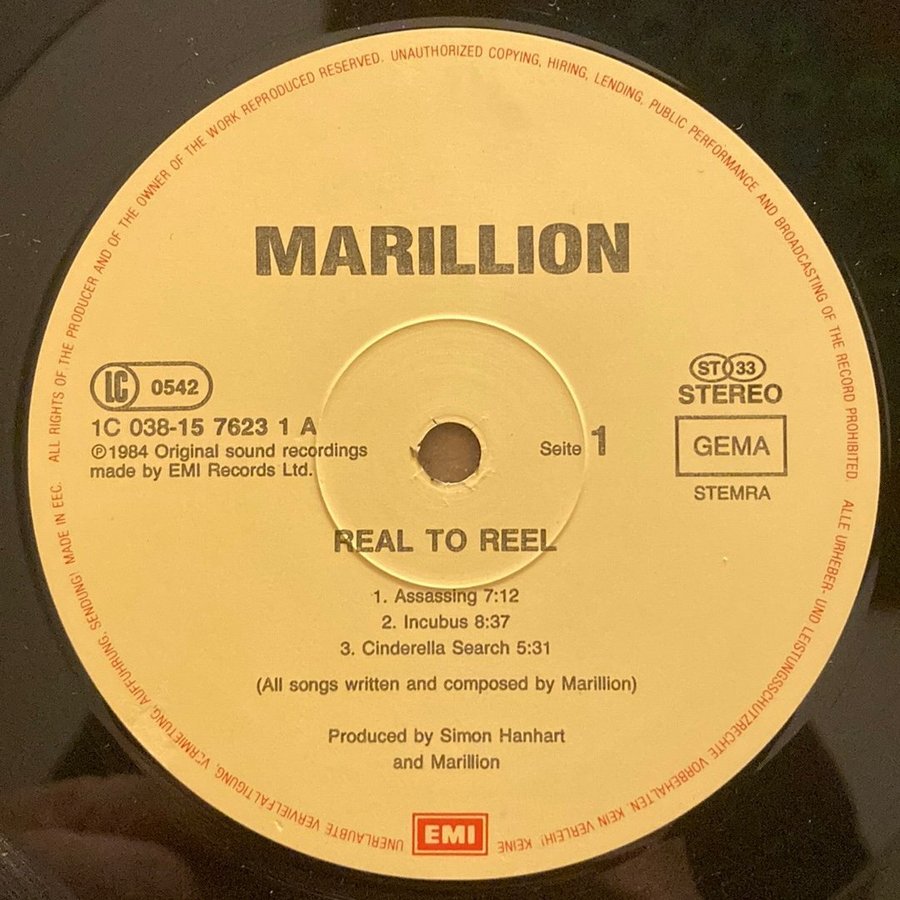 ALL RIGHTS OF THE PRODUCER AND OF THE OWNER OF THE WORK REPRODUCED RESERVED. UNAUTHORIZED COPYING, HIRING, LENDING, PUBLIC PERFORMANCE AND BROADCASTING OF THE RECORD PROHIBITED.
MARILLION
LC 0542
1C 038-15 7623 1 A
℗1984 Original sound recordings
made by EMI Records Ltd.
ST 33
STEREO
GEMA
STEMRA
Seite 1
REAL TO REEL
1. Assassing 7:12
2. Incubus 8:37
3. Cinderella Search 5:31
(All songs written and composed by Marillion)
Produced by Simon Hanhart
and Marillion
EMI
ALLE URHEBER- UND LEISTUNGSSCHUTZRECHTE VORBEHALTEN. KEIN VERLEIH! KEINE UNERLAUBTE VERVIELFÄLTIGUNG, VERMIETUNG, AUFFÜHRUNG, SENDUNG! MADE IN EEC.